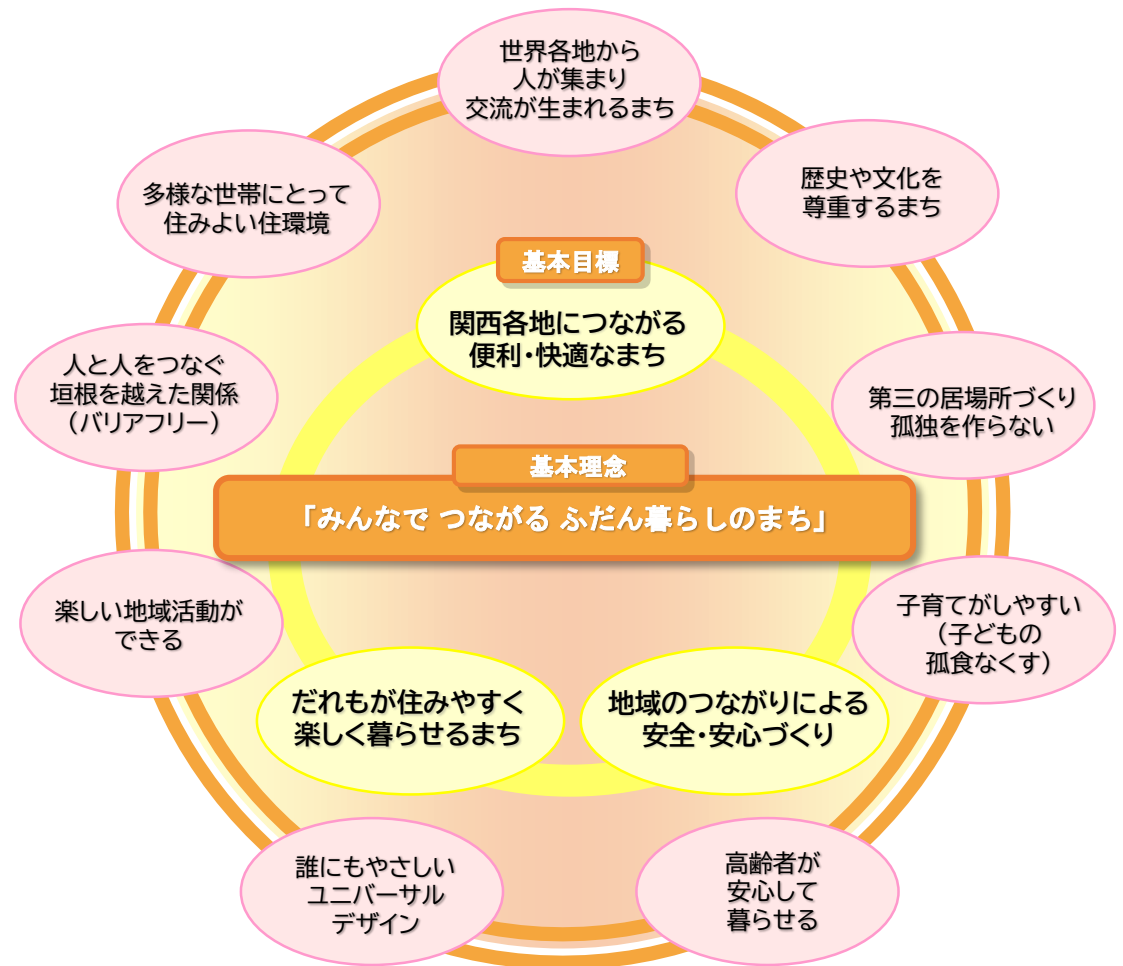 世界各地から
人が集まり
交流が生まれるまち
多様な世帯にとって
住みよい住環境
歴史や文化を
尊重するまち
基本目標
関西各地につながる
便利・快適なまち
人と人をつなぐ
垣根を越えた関係
（バリアフリー）
第三の居場所づくり
孤独を作らない
基本理念
「みんなで つながる ふだん暮らしのまち」
楽しい地域活動が
できる
子育てがしやすい
（子どもの
孤食なくす）
だれもが住みやすく
楽しく暮らせるまち
地域のつながりによる
安全・安心づくり
誰にもやさしい
ユニバーサル
デザイン
高齢者が
安心して
暮らせる